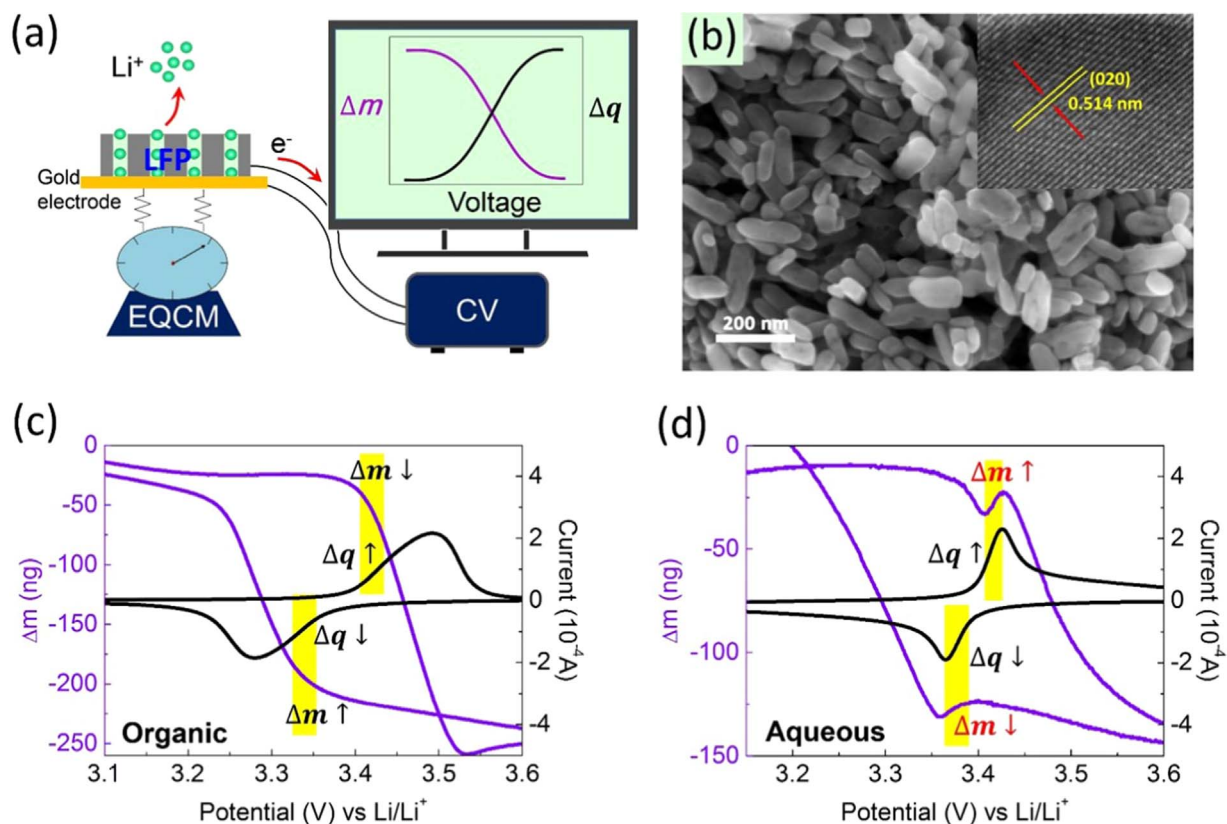 (a)
Li⁺
LFP
Gold
electrode
e⁻
EQCM
Δm
Δq
Voltage
CV
(b)
(020)
0.514 nm
200 nm
(c)
0
-50
-100
-150
-200
-250
Δm (ng)
Δm ↓
Δq ↑
Δq ↓
Δm ↑
Organic
4
2
0
-2
-4
Current (10⁻⁴A)
3.1 3.2 3.3 3.4 3.5 3.6
Potential (V) vs Li/Li⁺
(d)
0
-50
-100
-150
Δm (ng)
Δm ↑
Δq ↑
Δq ↓
Δm ↓
Aqueous
4
2
0
-2
-4
Current (10⁻⁴A)
3.2 3.3 3.4 3.5 3.6
Potential (V) vs Li/Li⁺